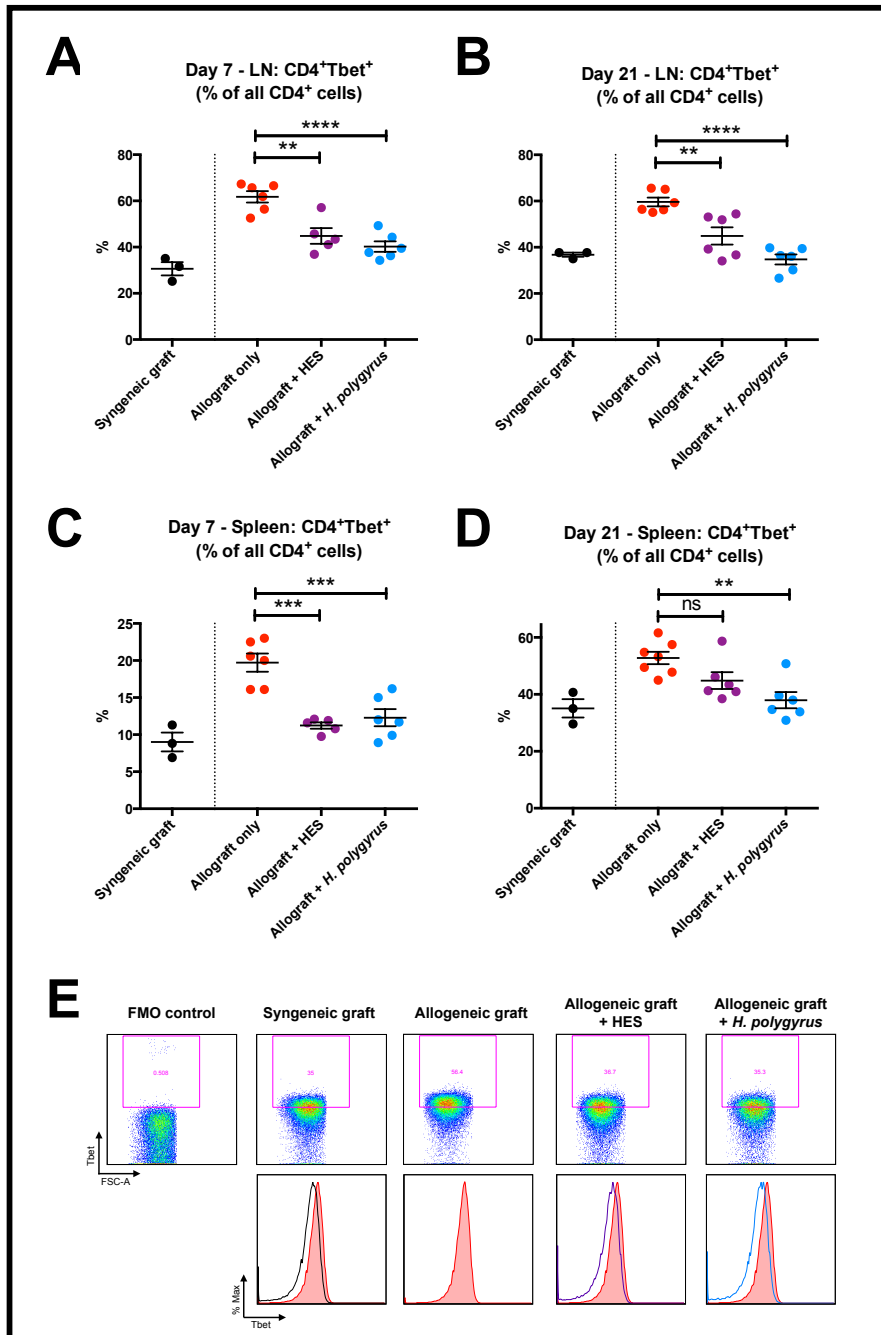 A
Day 7 - LN: CD4+Tbet+
(% of all CD4+ cells)
****
**
80
60
40
20
0
%
Syngeneic graft
Allograft only
Allograft + HES
Allograft + H. polygyrus
B
Day 21 - LN: CD4+Tbet+
(% of all CD4+ cells)
****
**
80
60
40
20
0
%
Syngeneic graft
Allograft only
Allograft + HES
Allograft + H. polygyrus
C
Day 7 - Spleen: CD4+Tbet+
(% of all CD4+ cells)
***
***
25
20
15
10
5
0
%
Syngeneic graft
Allograft only
Allograft + HES
Allograft + H. polygyrus
D
Day 21 - Spleen: CD4+Tbet+
(% of all CD4+ cells)
**
ns
60
40
20
0
%
Syngeneic graft
Allograft only
Allograft + HES
Allograft + H. polygyrus
E
FMO control
Syngeneic graft
Allogeneic graft
Allogeneic graft
+ HES
Allogeneic graft
+ H. polygyrus
0.508
35
56.4
36.7
35.3
Tbet
FSC-A
% Max
Tbet